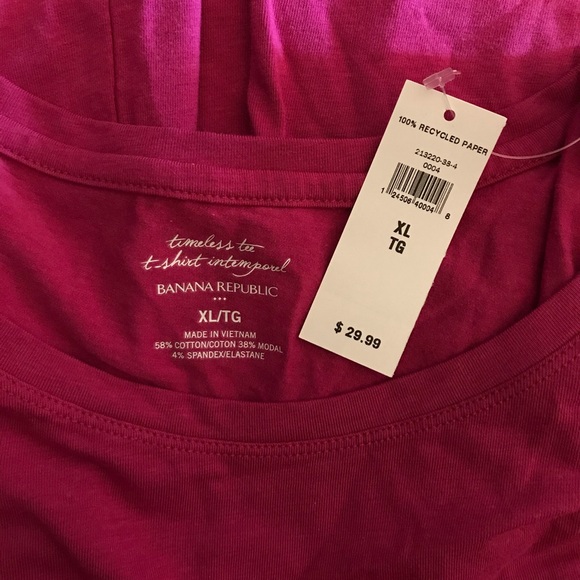 timeless tee
t-shirt intemporel
BANANA REPUBLIC
XL/TG
MADE IN VIETNAM
58% COTTON/COTON 38% MODAL
4% SPANDEX/ELASTANE
100% RECYCLED PAPER
213220-38-4
0004
1 24506 40004 8
XL
TG
$ 29.99